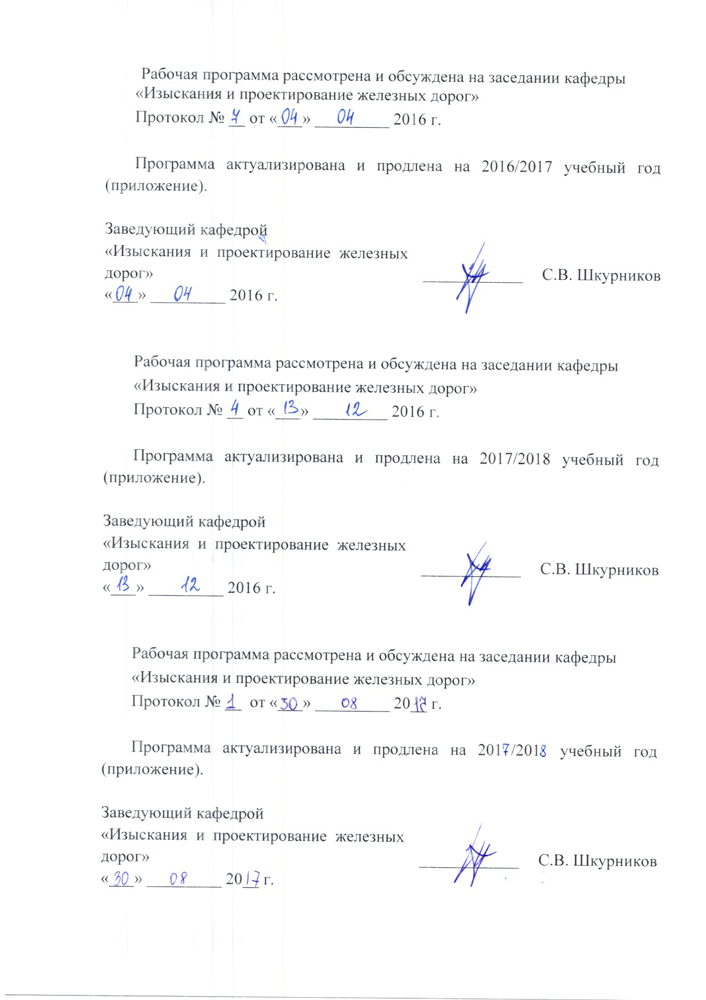 Рабочая программа рассмотрена и обсуждена на заседании кафедры
«Изыскания и проектирование железных дорог»
Протокол № 7 от «04» 04 2016 г.
Программа актуализирована и продлена на 2016/2017 учебный год
(приложение).
Заведующий кафедрой
«Изыскания и проектирование железных
дорог» С.В. Шкурников
«04» 04 2016 г.
Рабочая программа рассмотрена и обсуждена на заседании кафедры
«Изыскания и проектирование железных дорог»
Протокол № 4 от «13» 12 2016 г.
Программа актуализирована и продлена на 2017/2018 учебный год
(приложение).
Заведующий кафедрой
«Изыскания и проектирование железных
дорог» С.В. Шкурников
«13» 12 2016 г.
Рабочая программа рассмотрена и обсуждена на заседании кафедры
«Изыскания и проектирование железных дорог»
Протокол № 1 от «30» 08 2017 г.
Программа актуализирована и продлена на 2017/2018 учебный год
(приложение).
Заведующий кафедрой
«Изыскания и проектирование железных
дорог» С.В. Шкурников
«30» 08 2017 г.